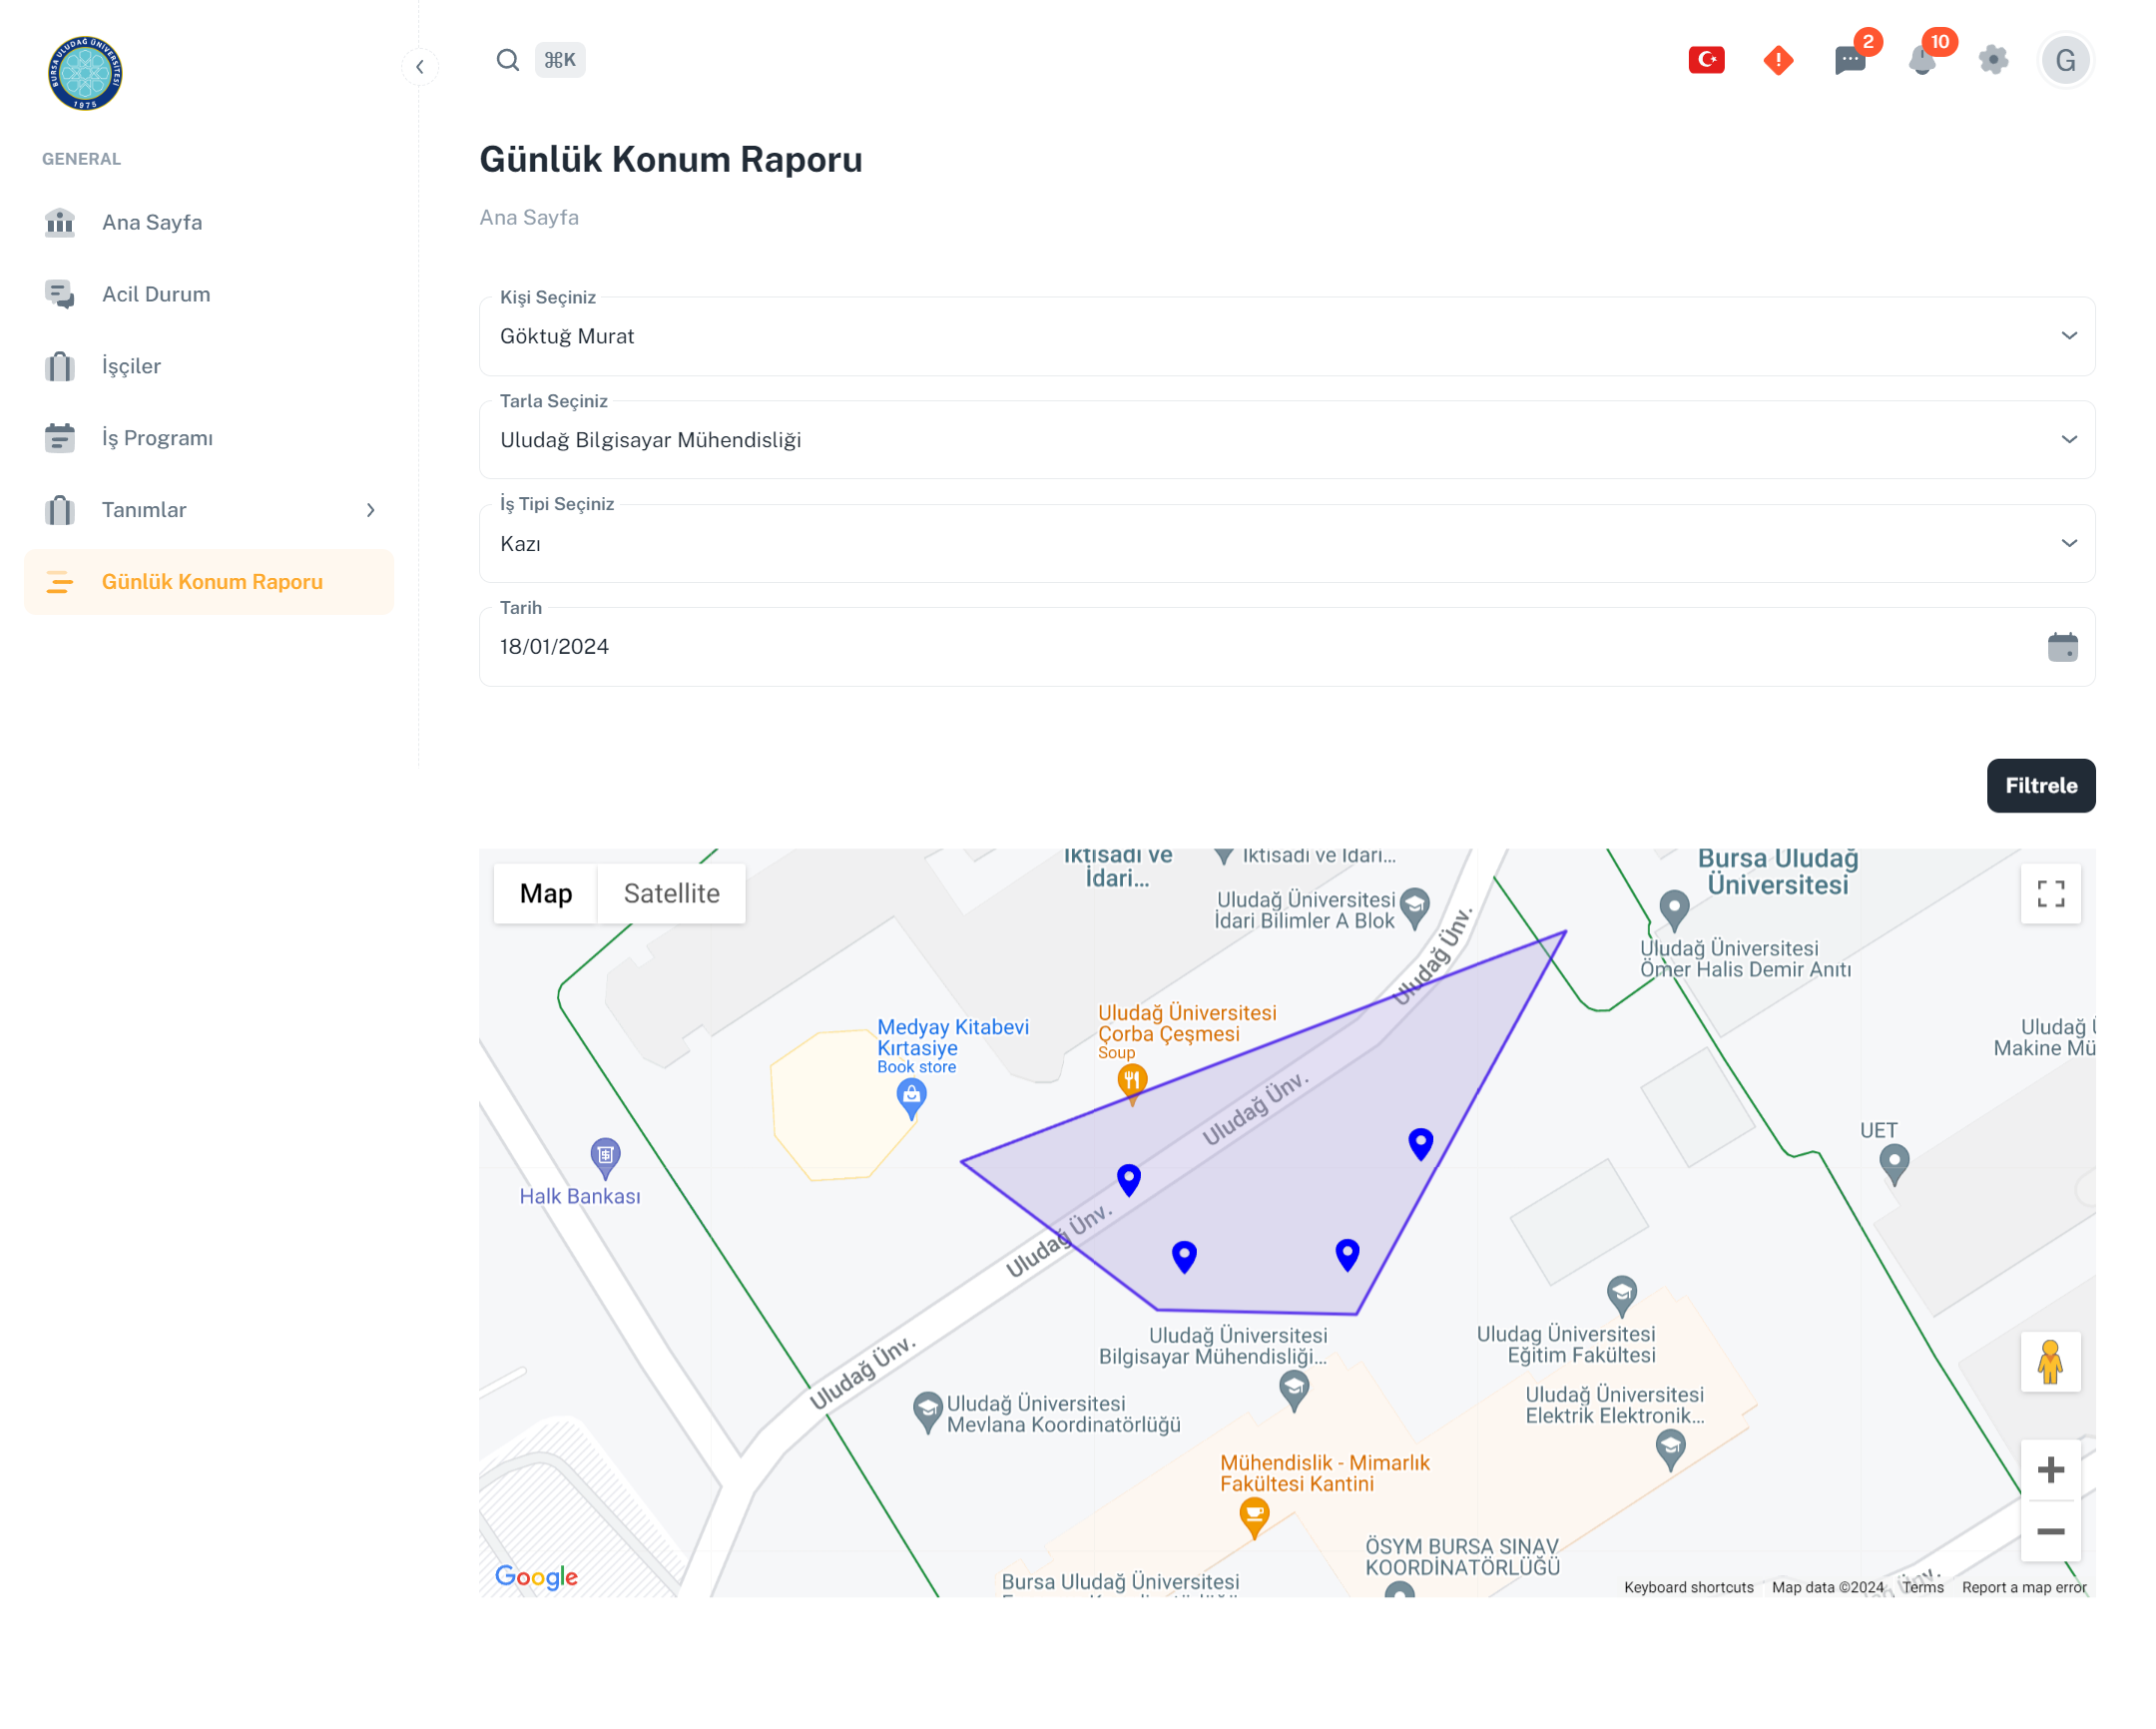 BURSA ULUDAĞ ÜNİVERSİTESİ
1975
⌘K
2
10
G
GENERAL
Ana Sayfa
Acil Durum
İşçiler
İş Programı
Tanımlar
Günlük Konum Raporu
Günlük Konum Raporu
Ana Sayfa
Kişi Seçiniz
Göktuğ Murat
Tarla Seçiniz
Uludağ Bilgisayar Mühendisliği
İş Tipi Seçiniz
Kazı
Tarih
18/01/2024
Filtrele
Map
Satellite
İktisadi ve
İdari...
İktisadi ve İdari...
Uludağ Üniversitesi
İdari Bilimler A Blok
Bursa Uludağ
Üniversitesi
Uludağ Üniversitesi
Ömer Halis Demir Anıtı
Uludağ Ünv.
Medyay Kitabevi
Kırtasiye
Book store
Uludağ Üniversitesi
Çorba Çeşmesi
Soup
Uludağ
Makine
Uludağ Ünv.
UET
Halk Bankası
Uludağ Ünv.
Uludağ Üniversitesi
Bilgisayar Mühendisliği...
Uludag Üniversitesi
Eğitim Fakültesi
Uludağ Ünv.
Uludağ Üniversitesi
Mevlana Koordinatörlüğü
Uludağ Üniversitesi
Elektrik Elektronik...
Mühendislik - Mimarlık
Fakültesi Kantini
ÖSYM BURSA SINAV
KOORDİNATÖRLÜĞÜ
Bursa Uludağ Üniversitesi
Google
Keyboard shortcuts
Map data ©2024
Terms
Report a map error